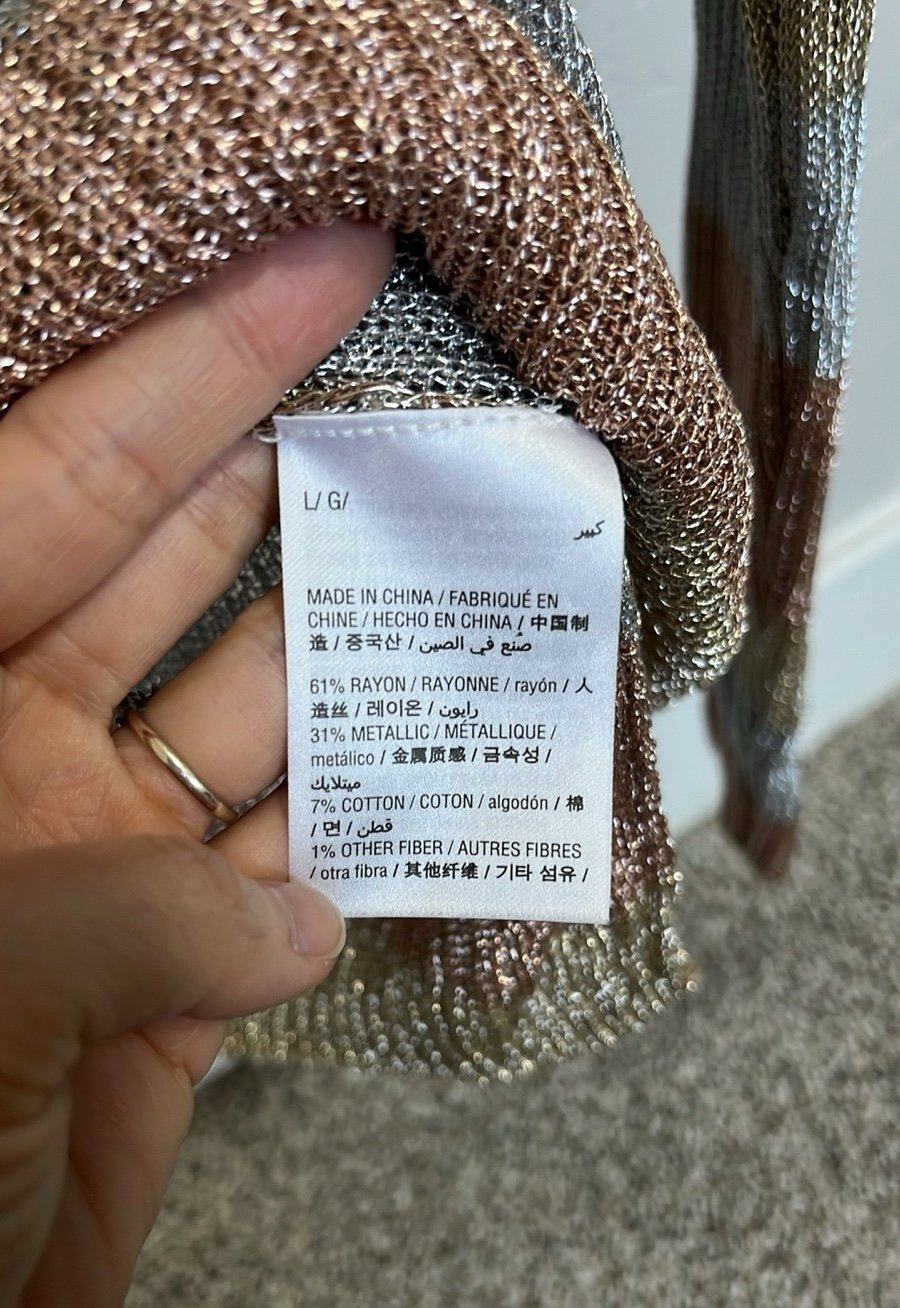 L/ G/
كبير
MADE IN CHINA / FABRIQUÉ EN
CHINE / HECHO EN CHINA / 中国制
造 / 중국산 / صُنع في الصين
61% RAYON / RAYONNE / rayón / 人
造丝 / 레이온 / رايون
31% METALLIC / MÉTALLIQUE /
metálico / 金属质感 / 금속성 /
ميتلايك
7% COTTON / COTON / algodón / 棉
/ 면 / قطن
1% OTHER FIBER / AUTRES FIBRES
/ otra fibra / 其他纤维 / 기타 섬유 /